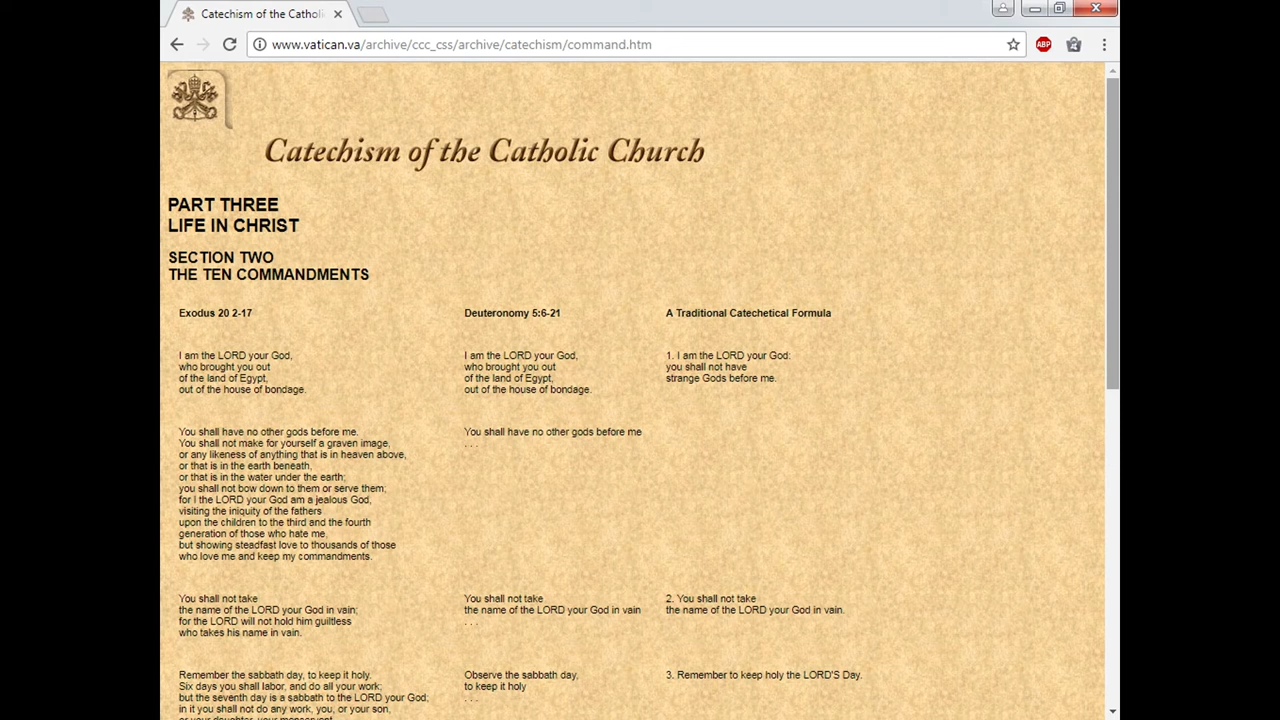 Catechism of the Catholi
www.vatican.va/archive/ccc_css/archive/catechism/command.htm
ABP
Catechism of the Catholic Church
PART THREE
LIFE IN CHRIST
SECTION TWO
THE TEN COMMANDMENTS
Exodus 20 2-17
I am the LORD your God,
who brought you out
of the land of Egypt,
out of the house of bondage.
You shall have no other gods before me.
You shall not make for yourself a graven image,
or any likeness of anything that is in heaven above,
or that is in the earth beneath,
or that is in the water under the earth;
you shall not bow down to them or serve them;
for I the LORD your God am a jealous God,
visiting the iniquity of the fathers
upon the children to the third and the fourth
generation of those who hate me,
but showing steadfast love to thousands of those
who love me and keep my commandments.
You shall not take
the name of the LORD your God in vain;
for the LORD will not hold him guiltless
who takes his name in vain.
Remember the sabbath day, to keep it holy.
Six days you shall labor, and do all your work;
but the seventh day is a sabbath to the LORD your God;
in it you shall not do any work, you, or your son,
or your daughter, your manservant
Deuteronomy 5:6-21
I am the LORD your God,
who brought you out
of the land of Egypt,
out of the house of bondage.
You shall have no other gods before me
. . .
You shall not take
the name of the LORD your God in vain
. . .
Observe the sabbath day,
to keep it holy
. . .
A Traditional Catechetical Formula
1. I am the LORD your God:
you shall not have
strange Gods before me.
2. You shall not take
the name of the LORD your God in vain.
3. Remember to keep holy the LORD'S Day.